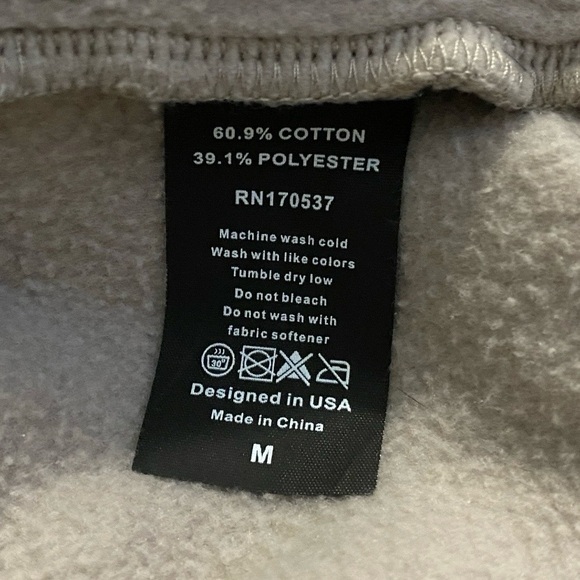 60.9% COTTON
39.1% POLYESTER
RN170537
Machine wash cold
Wash with like colors
Tumble dry low
Do not bleach
Do not wash with
fabric softener
30°
Designed in USA
Made in China
M